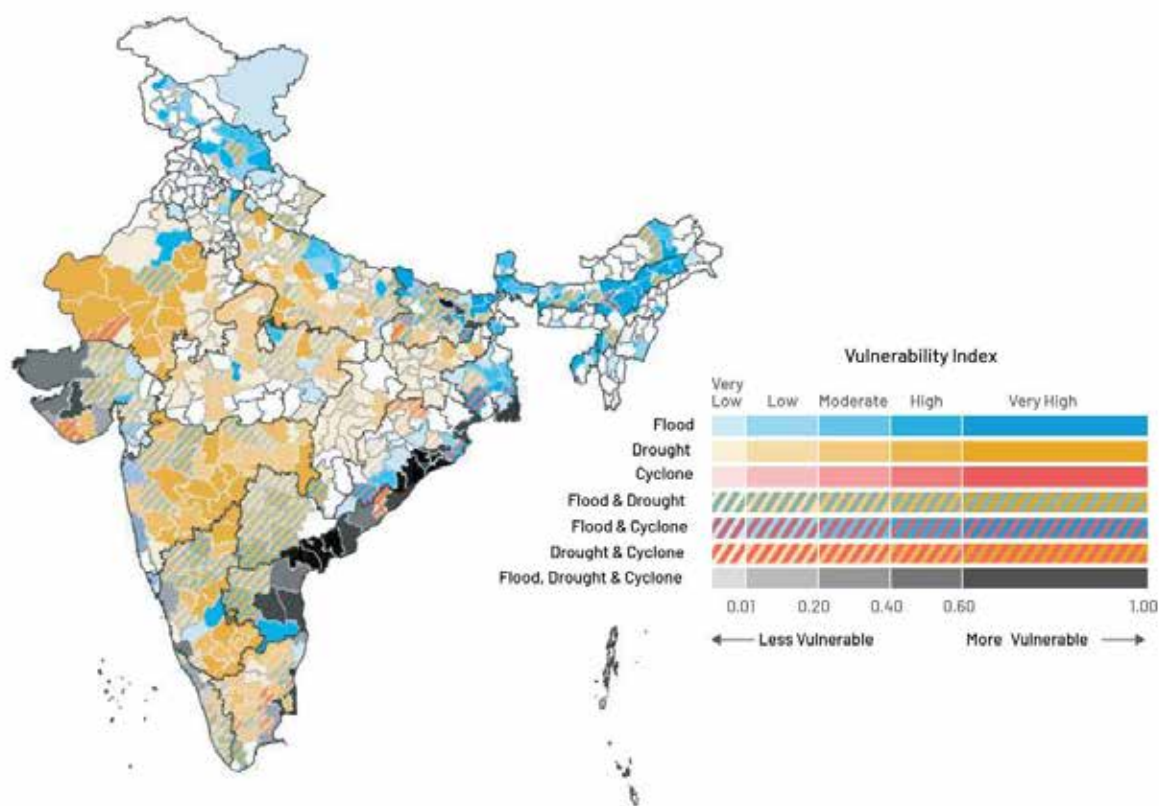 Vulnerability Index
Very Low Low Moderate High Very High
Flood
Drought
Cyclone
Flood & Drought
Flood & Cyclone
Drought & Cyclone
Flood, Drought & Cyclone
0.01 0.20 0.40 0.60 1.00
Less Vulnerable More Vulnerable